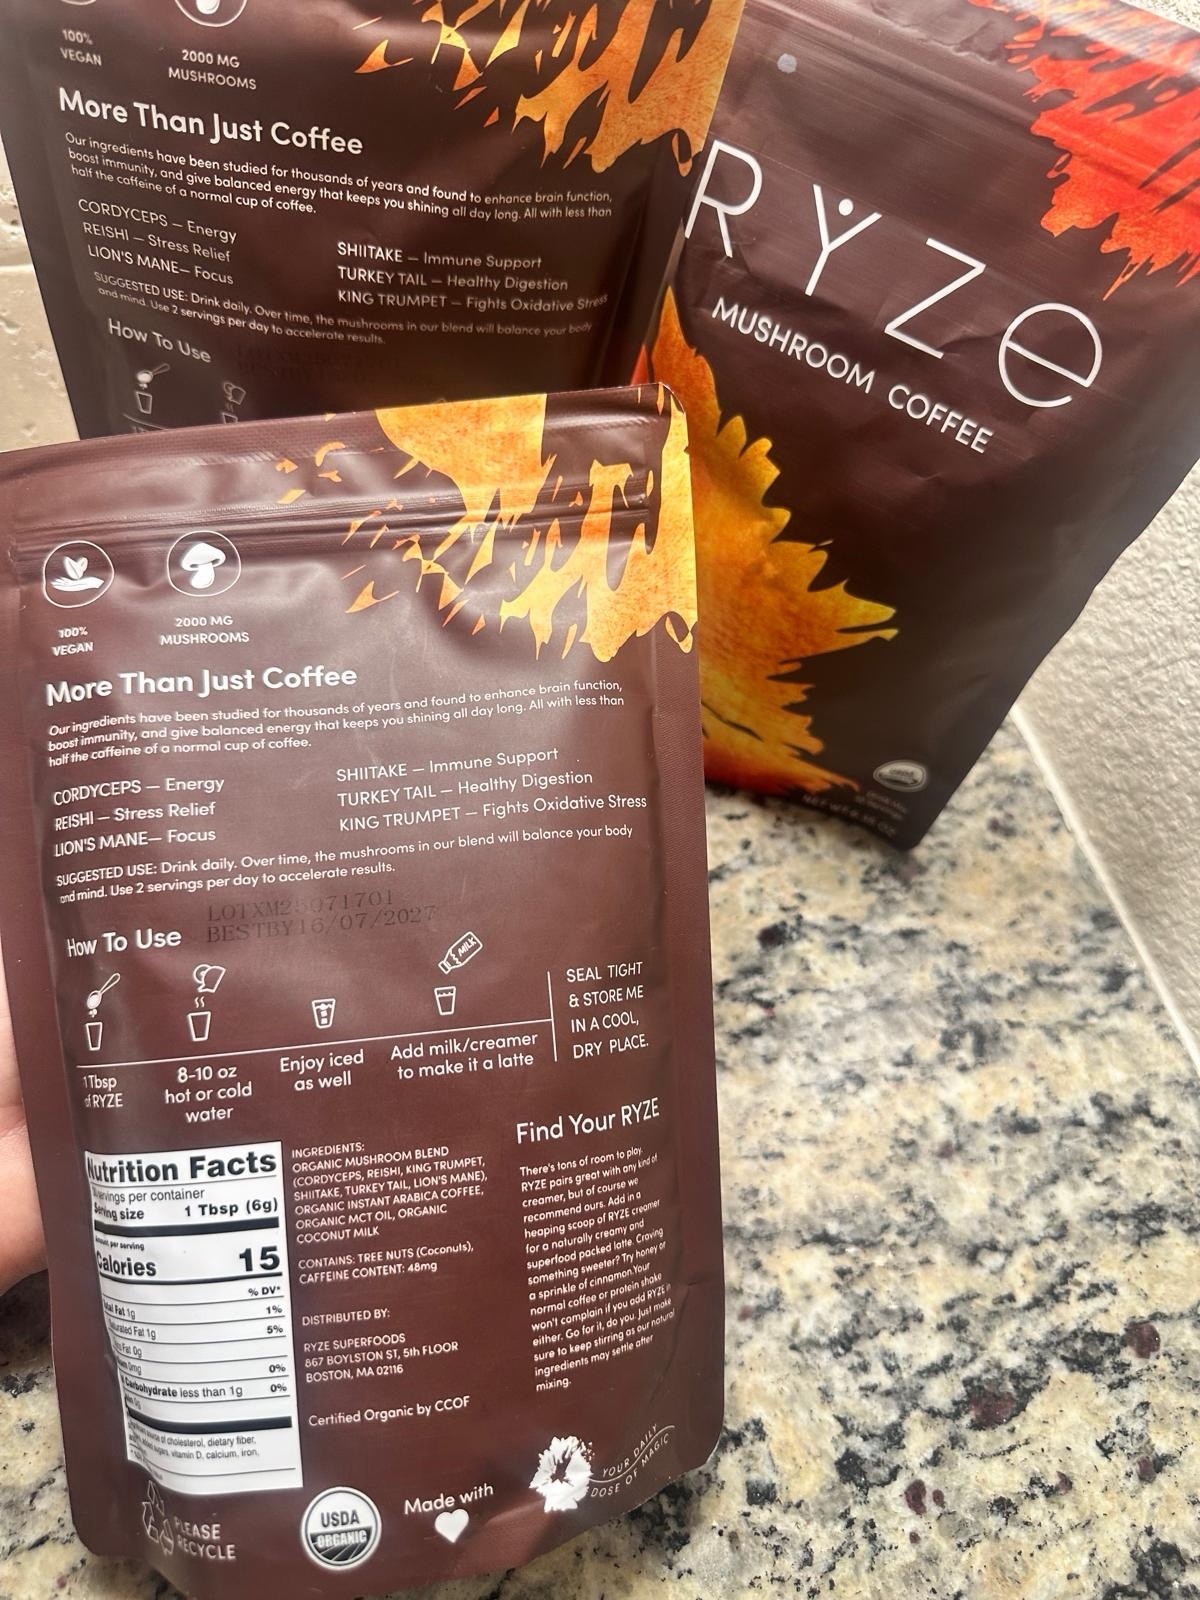 100%
VEGAN
2000 MG
MUSHROOMS
More Than Just Coffee
Our ingredients have been studied for thousands of years and found to enhance brain function,
boost immunity, and give balanced energy that keeps you shining all day long. All with less than
half the caffeine of a normal cup of coffee.
CORDYCEPS — Energy
REISHI — Stress Relief
LION'S MANE— Focus
SHIITAKE — Immune Support
TURKEY TAIL — Healthy Digestion
KING TRUMPET — Fights Oxidative Stress
SUGGESTED USE: Drink daily. Over time, the mushrooms in our blend will balance your body
and mind. Use 2 servings per day to accelerate results.
How To Use
RYZe
MUSHROOM COFFEE
100%
VEGAN
2000 MG
MUSHROOMS
More Than Just Coffee
Our ingredients have been studied for thousands of years and found to enhance brain function,
boost immunity, and give balanced energy that keeps you shining all day long. All with less than
half the caffeine of a normal cup of coffee.
CORDYCEPS — Energy
REISHI — Stress Relief
LION'S MANE— Focus
SHIITAKE — Immune Support
TURKEY TAIL — Healthy Digestion
KING TRUMPET — Fights Oxidative Stress
SUGGESTED USE: Drink daily. Over time, the mushrooms in our blend will balance your body
and mind. Use 2 servings per day to accelerate results.
BESTBY16/07/2027
How To Use
MILK
1 Tbsp
of RYZE
8-10 oz
hot or cold
water
Enjoy iced
as well
Add milk/creamer
to make it a latte
SEAL TIGHT
& STORE ME
IN A COOL,
DRY PLACE.
Nutrition Facts
servings per container
Serving size 1 Tbsp (6g)
Amount per serving
Calories 15
% DV*
Total Fat 1g 1%
Saturated Fat 1g 5%
Fat 0g
0mg 0%
Carbohydrate less than 1g 0%
source of cholesterol, dietary fiber,
added sugars, vitamin D, calcium, iron,
INGREDIENTS:
ORGANIC MUSHROOM BLEND
(CORDYCEPS, REISHI, KING TRUMPET,
SHIITAKE, TURKEY TAIL, LION'S MANE),
ORGANIC INSTANT ARABICA COFFEE,
ORGANIC MCT OIL, ORGANIC
COCONUT MILK
CONTAINS: TREE NUTS (Coconuts),
CAFFEINE CONTENT: 48mg
DISTRIBUTED BY:
RYZE SUPERFOODS
867 BOYLSTON ST, 5th FLOOR
BOSTON, MA 02116
Certified Organic by CCOF
Find Your RYZE
There's tons of room to play.
RYZE pairs great with any kind of
creamer, but of course we
recommend ours. Add in a
heaping scoop of RYZE creamer
for a naturally creamy and
superfood packed latte. Craving
something sweeter? Try honey or
a sprinkle of cinnamon.Your
normal coffee or protein shake
won't complain if you add RYZE in
either. Go for it, do you. Just make
sure to keep stirring as our natural
ingredients may settle after
mixing.
PLEASE
RECYCLE
USDA
ORGANIC
Made with
YOUR DAILY
DOSE OF MAGIC